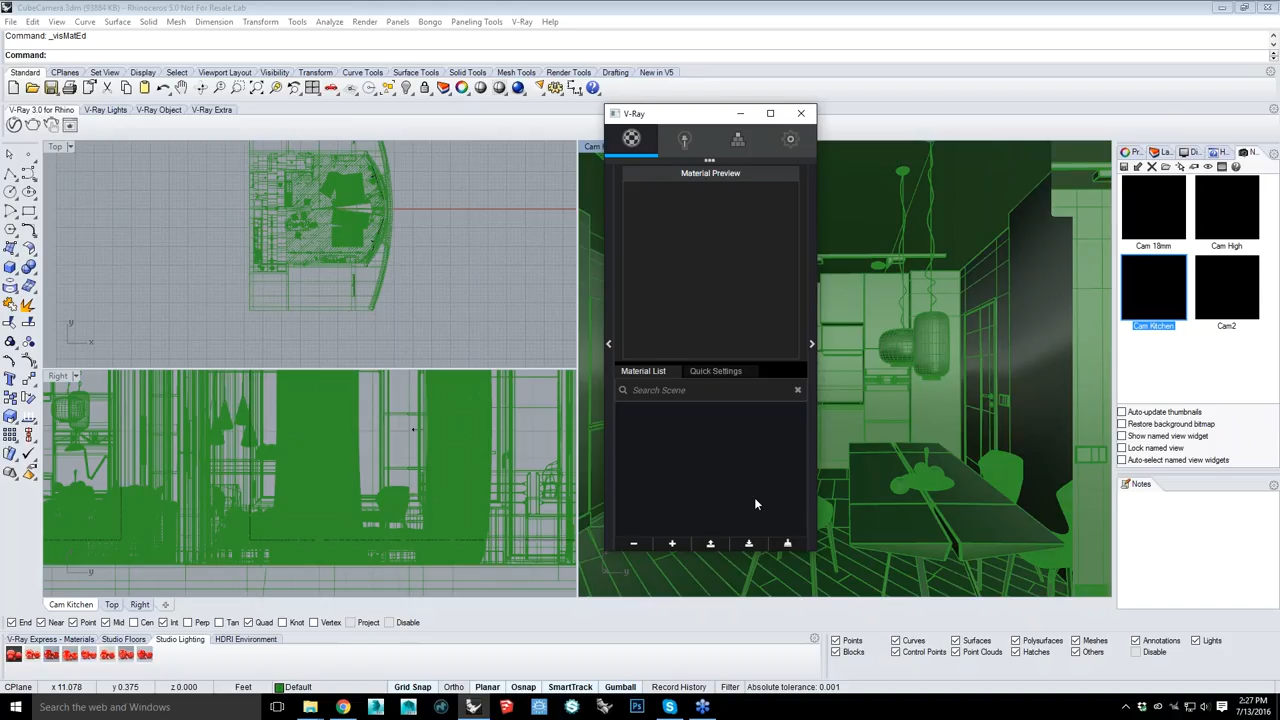 CubeCamera.3dm (93884 KB) - Rhinoceros 5.0 Not For Resale Lab
File Edit View Curve Surface Solid Mesh Dimension Transform Tools Analyze Render Panels Bongo Paneling Tools V-Ray Help
Command: _visMatEd
Command:
Standard CPlanes Set View Display Select Viewport Layout Visibility Transform Curve Tools Surface Tools Solid Tools Mesh Tools Render Tools Drafting New in V5
V-Ray 3.0 for Rhino V-Ray Lights V-Ray Object V-Ray Extra
V-Ray
Top
Cam
Material Preview
Pr... La... Di... H... N...
Cam 18mm Cam High
Cam Kitchen Cam2
Material List Quick Settings
Search Scene
Right
Auto-update thumbnails
Restore background bitmap
Show named view widget
Lock named view
Auto-select named view widgets
Notes
y
x
y
y
Cam Kitchen Top Right
End Near Point Mid Cen Int Perp Tan Quad Knot Vertex Project Disable
V-Ray Express - Materials Studio Floors Studio Lighting HDRI Environment
Points Curves Surfaces Polysurfaces Meshes Annotations Lights
Blocks Control Points Point Clouds Hatches Others Disable
CPlane x 11.078 y 0.375 z 0.000 Feet Default Grid Snap Ortho Planar Osnap SmartTrack Gumball Record History Filter Absolute tolerance: 0.001
Search the web and Windows
2:27 PM
7/13/2016